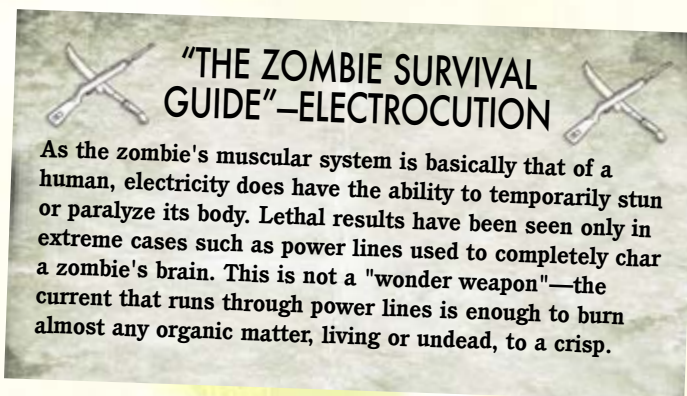 "THE ZOMBIE SURVIVAL
GUIDE"—ELECTROCUTION
As the zombie's muscular system is basically that of a
human, electricity does have the ability to temporarily stun
or paralyze its body. Lethal results have been seen only in
extreme cases such as power lines used to completely char
a zombie's brain. This is not a "wonder weapon"—the
current that runs through power lines is enough to burn
almost any organic matter, living or undead, to a crisp.